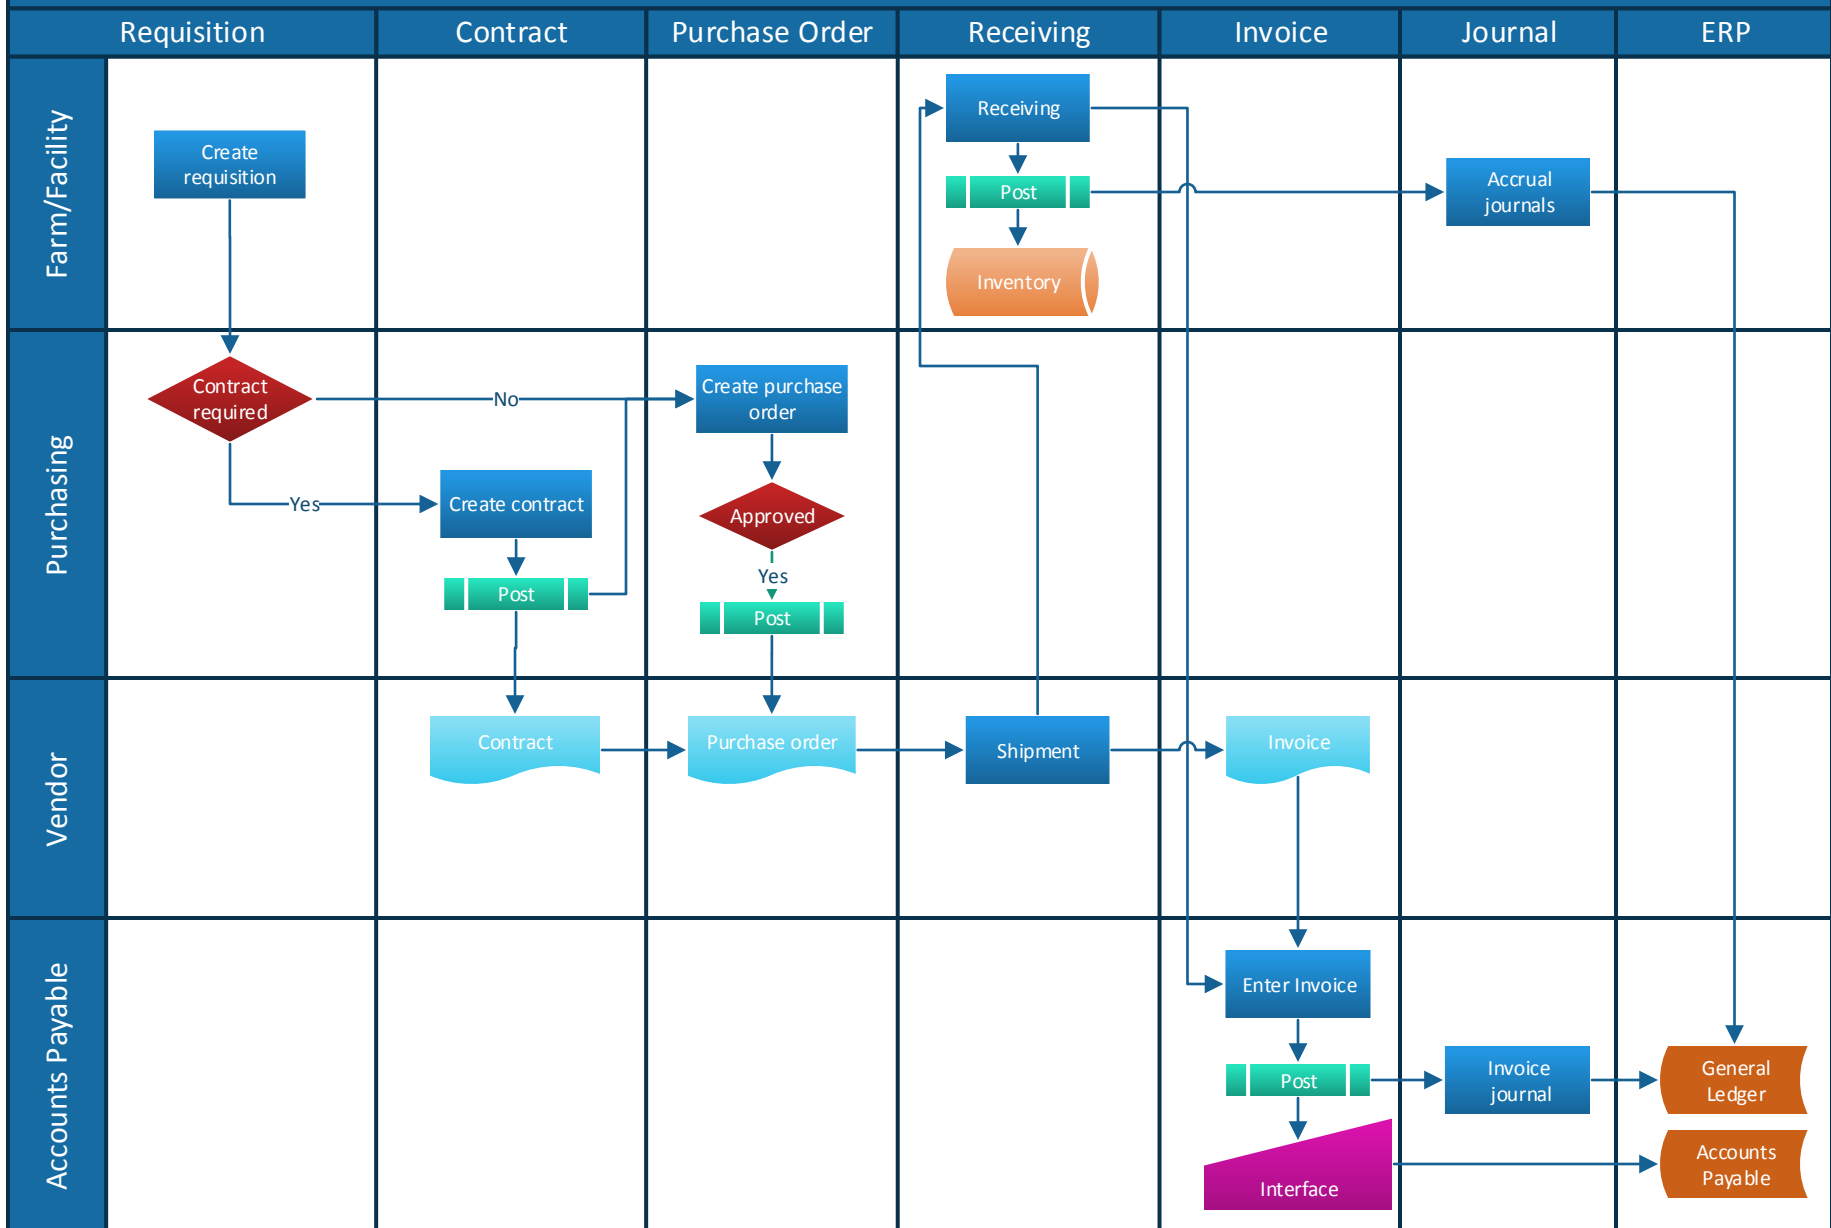 Requisition
Contract
Purchase Order
Receiving
Invoice
Journal
ERP
Farm/Facility
Create
requisition
Receiving
Post
Inventory
Accrual
journals
Purchasing
Contract
required
No
Yes
Create contract
Post
Create purchase
order
Approved
Yes
Post
Vendor
Contract
Purchase order
Shipment
Invoice
Accounts Payable
Enter Invoice
Post
Interface
Invoice
journal
General
Ledger
Accounts
Payable